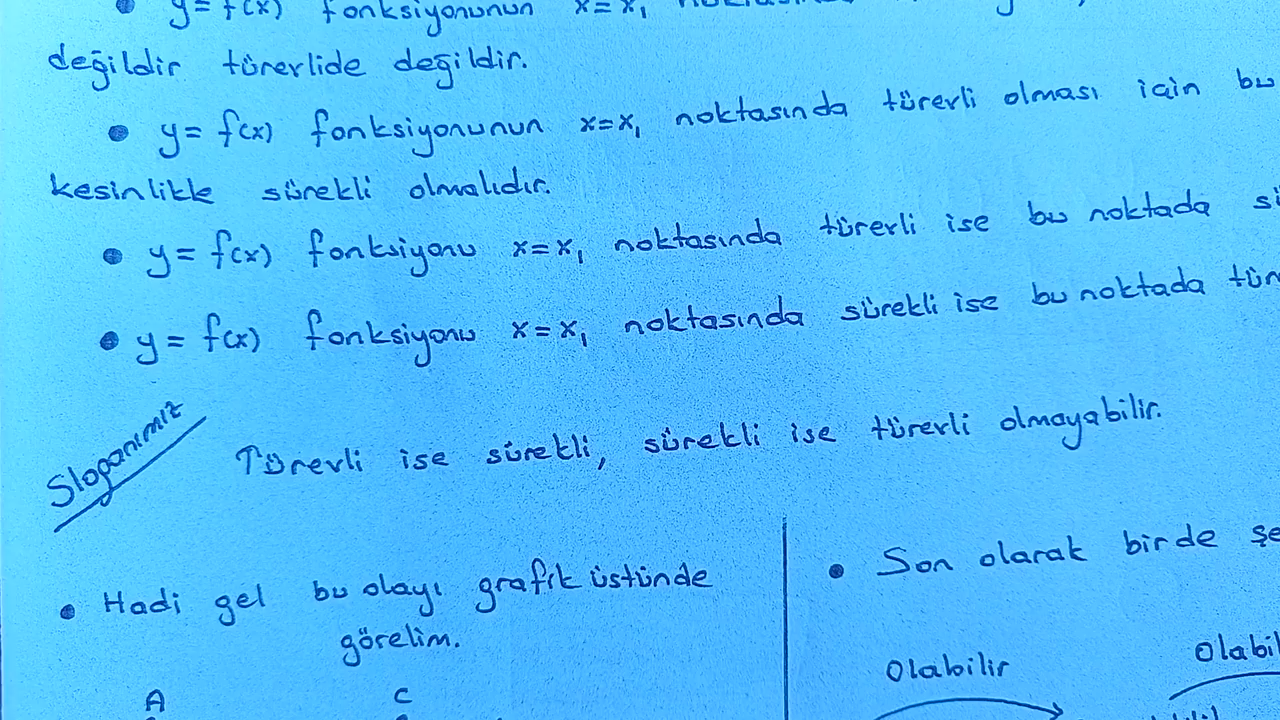 y = f(x) fonksiyonunun x = x₁
değildir türevlide değildir.
y = f(x) fonksiyonunun x=x₁ noktasında türevli olması için bu
kesinlikle sürekli olmalıdır.
y = f(x) fonksiyonu x=x₁ noktasında türevli ise bu noktada
y = f(x) fonksiyonu x = x₁ noktasında sürekli ise bu noktada
Sloganımız
Türevli ise sürekli, sürekli ise türevli olmayabilir.
Hadi gel bu olayı grafik üstünde
görelim.
A C
Son olarak birde
Olabilir